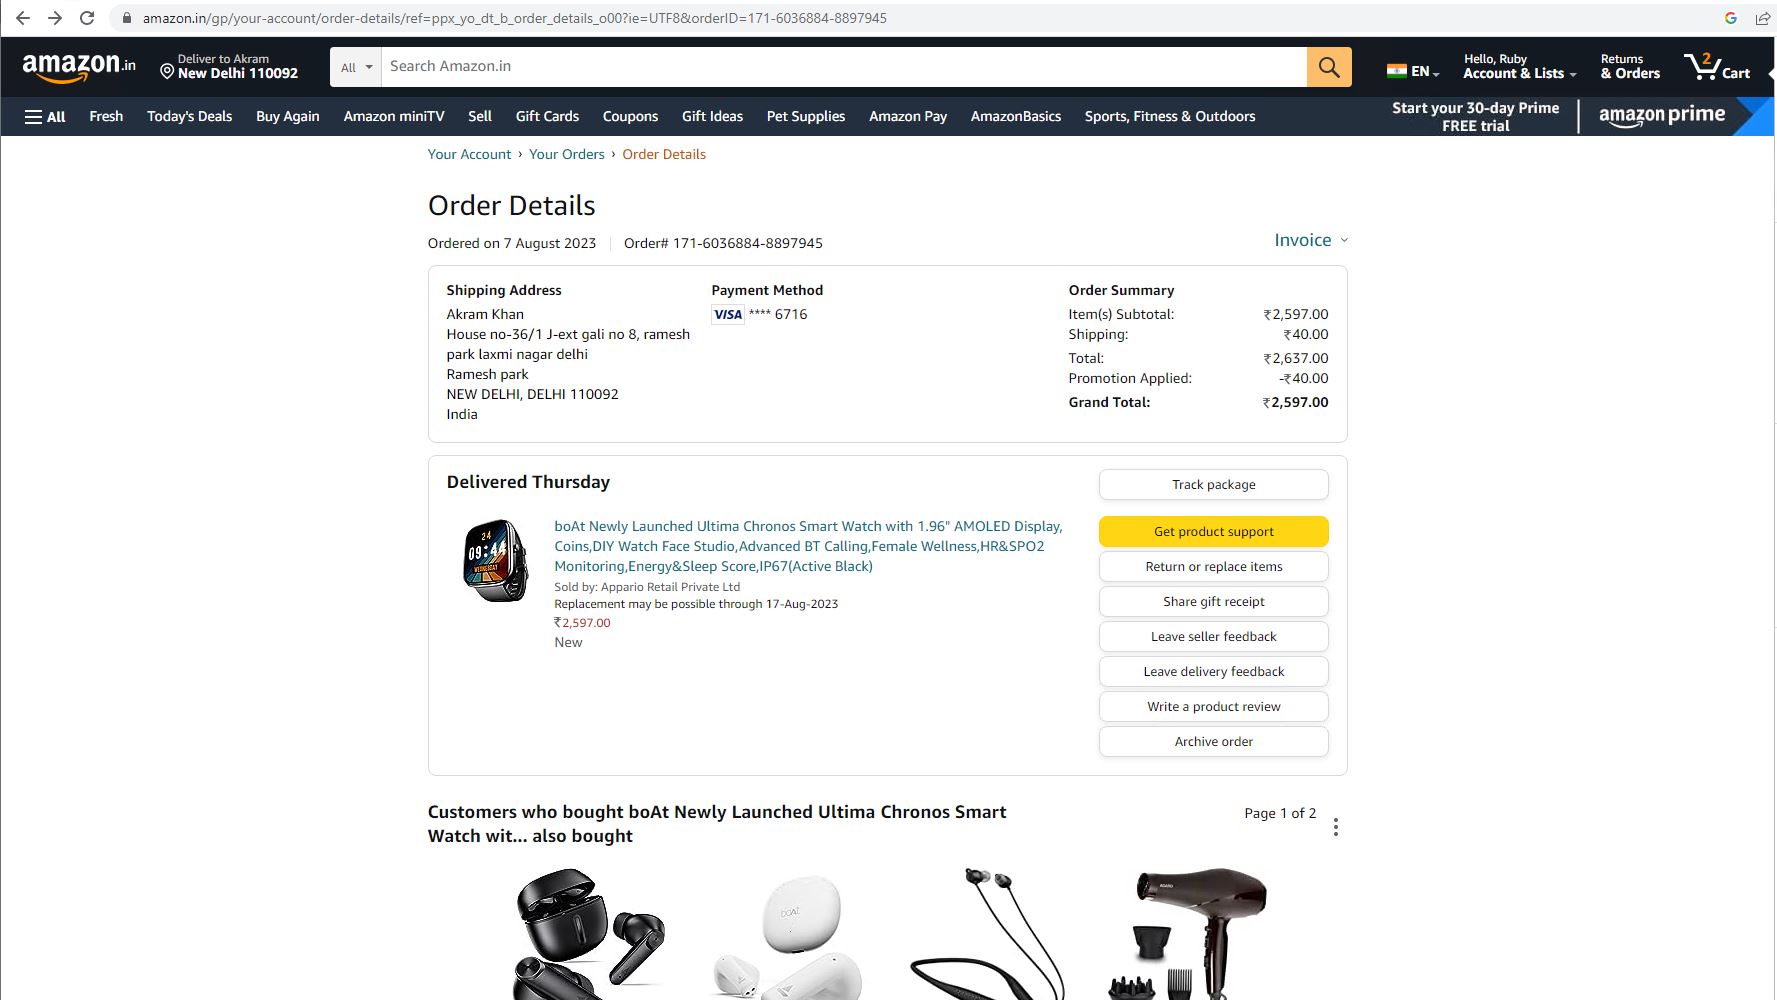 amazon.in/gp/your-account/order-details/ref=ppx_yo_dt_b_order_details_o00?ie=UTF8&orderID=171-6036884-8897945
amazon.in
Deliver to Akram
New Delhi 110092
All
Search Amazon.in
EN
Hello, Ruby
Account & Lists
Returns
& Orders
2
Cart
All
Fresh
Today's Deals
Buy Again
Amazon miniTV
Sell
Gift Cards
Coupons
Gift Ideas
Pet Supplies
Amazon Pay
AmazonBasics
Sports, Fitness & Outdoors
Start your 30-day Prime
FREE trial
amazon prime
Your Account › Your Orders › Order Details
Order Details
Ordered on 7 August 2023
Order# 171-6036884-8897945
Invoice
Shipping Address
Akram Khan
House no-36/1 J-ext gali no 8, ramesh
park laxmi nagar delhi
Ramesh park
NEW DELHI, DELHI 110092
India
Payment Method
VISA **** 6716
Order Summary
Item(s) Subtotal: ₹2,597.00
Shipping: ₹40.00
Total: ₹2,637.00
Promotion Applied: -₹40.00
Grand Total: ₹2,597.00
Delivered Thursday
24
09:44
WEDNESDAY
boAt Newly Launched Ultima Chronos Smart Watch with 1.96" AMOLED Display,
Coins,DIY Watch Face Studio,Advanced BT Calling,Female Wellness,HR&SPO2
Monitoring,Energy&Sleep Score,IP67(Active Black)
Sold by: Appario Retail Private Ltd
Replacement may be possible through 17-Aug-2023
₹2,597.00
New
Track package
Get product support
Return or replace items
Share gift receipt
Leave seller feedback
Leave delivery feedback
Write a product review
Archive order
Customers who bought boAt Newly Launched Ultima Chronos Smart
Watch wit... also bought
Page 1 of 2
boAt
AGARO